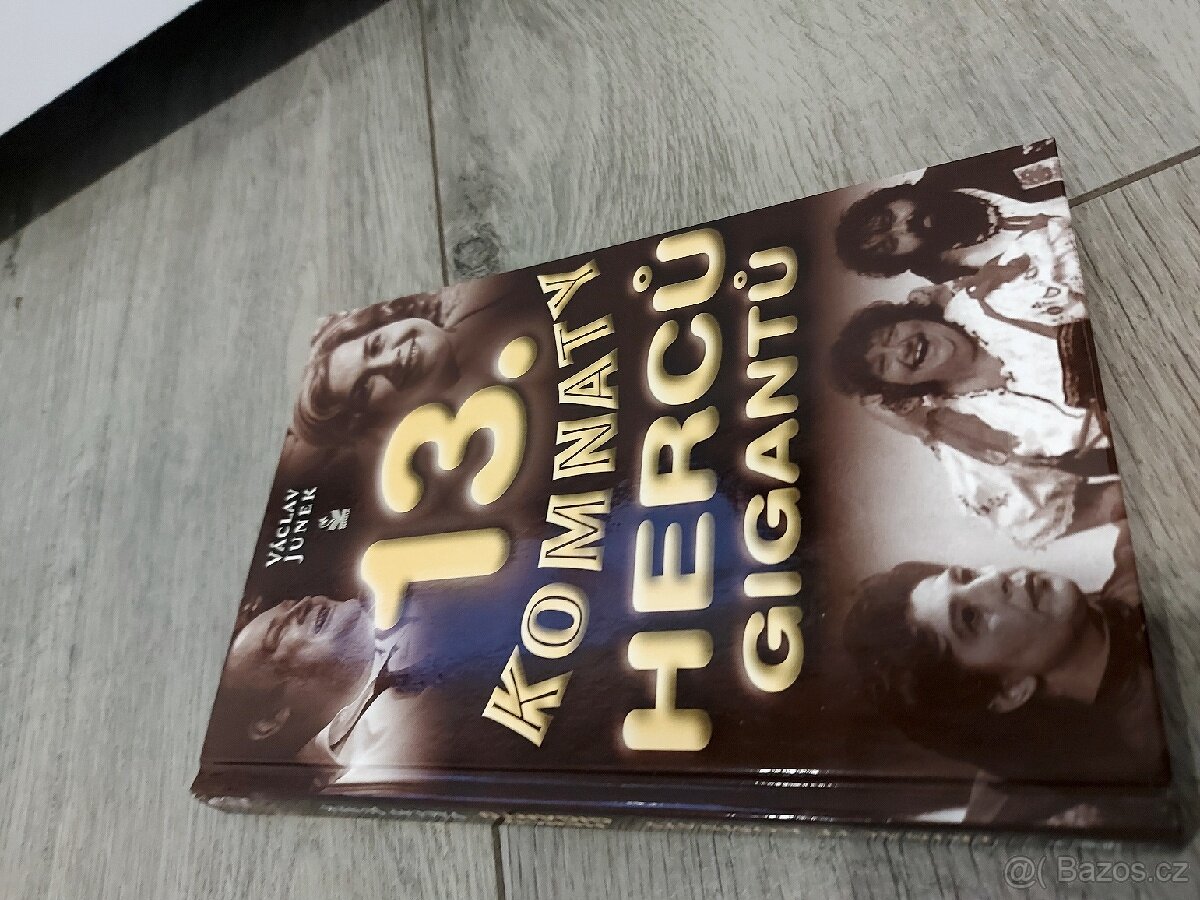 VÁCLAV
JUNEK
13.
KOMNATY
HERCŮ
GIGANTŮ
@( Bazos.cz